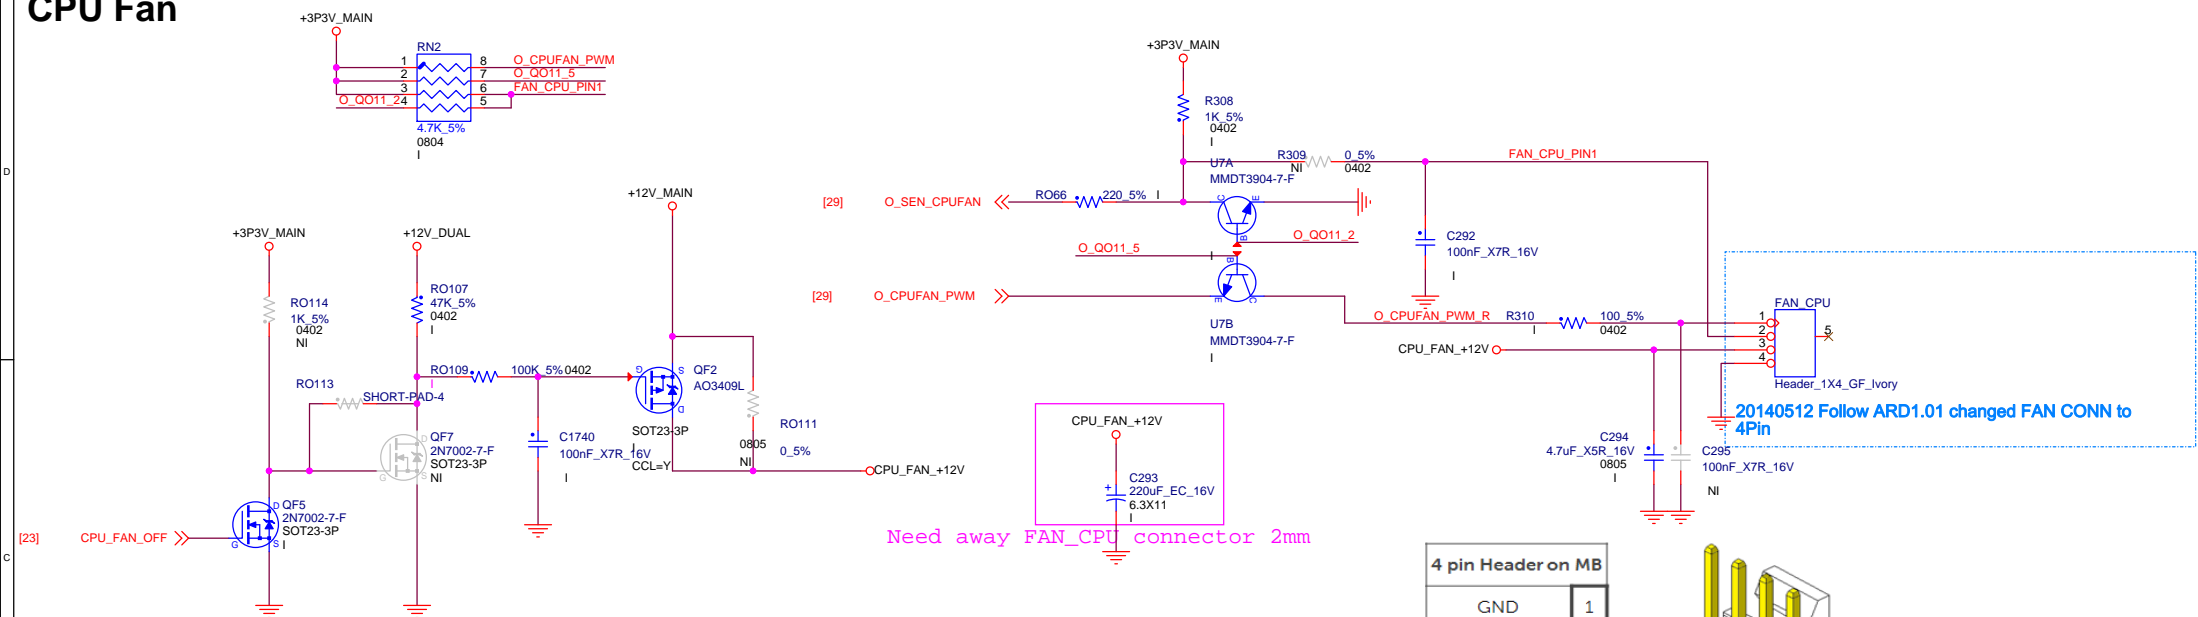 CPU Fan
+3P3V_MAIN
RN2
1
8
O_CPUFAN_PWM
2
7
O_QO11_5
3
6
FAN_CPU_PIN1
O_QO11_2
4
5
4.7K_5%
0804
I
+3P3V_MAIN
R308
1K_5%
0402
I
R309
NI
0_5%
0402
FAN_CPU_PIN1
U7A
MMDT3904-7-F
[29]
O_SEN_CPUFAN
RO66
220_5%
I
C
E
B
O_QO11_2
O_QO11_5
I
B
E
C
[29]
O_CPUFAN_PWM
U7B
MMDT3904-7-F
I
C292
100nF_X7R_16V
I
O_CPUFAN_PWM_R
R310
I
100_5%
0402
CPU_FAN_+12V
FAN_CPU
1
2
3
4
5
Header_1X4_GF_Ivory
20140512 Follow ARD1.01 changed FAN CONN to
4Pin
C294
4.7uF_X5R_16V
0805
I
C295
100nF_X7R_16V
NI
+12V_MAIN
+3P3V_MAIN
+12V_DUAL
RO114
1K_5%
0402
NI
RO107
47K_5%
0402
I
RO109
I
100K_5%
0402
RO113
SHORT-PAD-4
QF7
2N7002-7-F
SOT23-3P
NI
D
S
G
C1740
100nF_X7R_16V
I
G
S
D
QF2
AO3409L
SOT23-3P
I
CCL=Y
RO111
0805
0_5%
NI
CPU_FAN_+12V
QF5
2N7002-7-F
SOT23-3P
I
D
G
S
[23]
CPU_FAN_OFF
CPU_FAN_+12V
C293
220uF_EC_16V
6.3X11
I
+
Need away FAN_CPU connector 2mm
4 pin Header on MB
GND
1
D
C